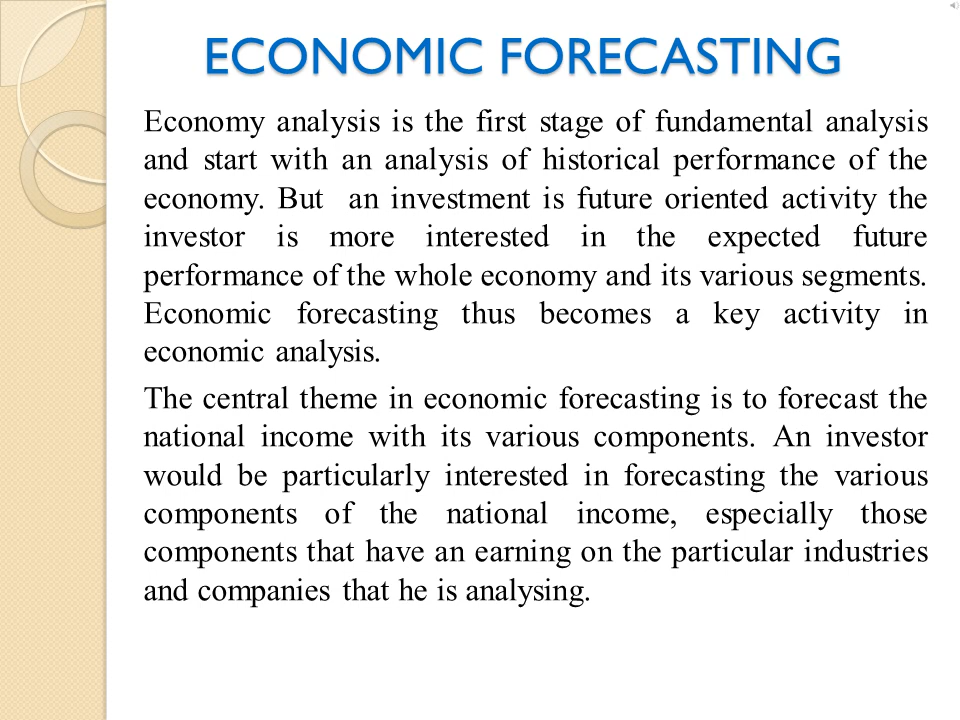 ECONOMIC FORECASTING
Economy analysis is the first stage of fundamental analysis
and start with an analysis of historical performance of the
economy. But an investment is future oriented activity the
investor is more interested in the expected future
performance of the whole economy and its various segments.
Economic forecasting thus becomes a key activity in
economic analysis.
The central theme in economic forecasting is to forecast the
national income with its various components. An investor
would be particularly interested in forecasting the various
components of the national income, especially those
components that have an earning on the particular industries
and companies that he is analysing.